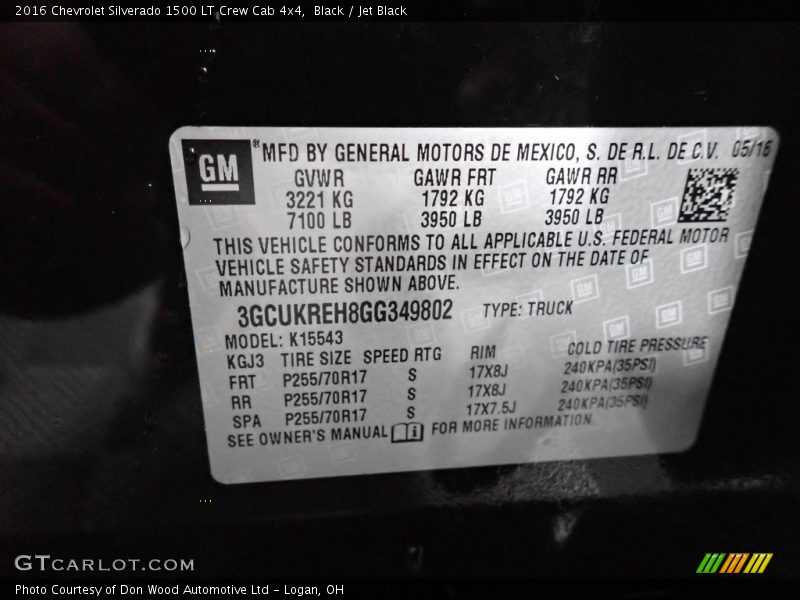 2016 Chevrolet Silverado 1500 LT Crew Cab 4x4, Black / Jet Black
GM ® MFD BY GENERAL MOTORS DE MEXICO, S. DE R.L. DE C.V. 05/16
GVWR GAWR FRT GAWR RR
3221 KG 1792 KG 1792 KG
7100 LB 3950 LB 3950 LB
THIS VEHICLE CONFORMS TO ALL APPLICABLE U.S. FEDERAL MOTOR
VEHICLE SAFETY STANDARDS IN EFFECT ON THE DATE OF
MANUFACTURE SHOWN ABOVE.
3GCUKREH8GG349802 TYPE: TRUCK
MODEL: K15543
KGJ3 TIRE SIZE SPEED RTG RIM COLD TIRE PRESSURE
FRT P255/70R17 S 17X8J 240KPA(35PSI)
RR P255/70R17 S 17X8J 240KPA(35PSI)
SPA P255/70R17 S 17X7.5J 240KPA(35PSI)
SEE OWNER'S MANUAL FOR MORE INFORMATION.
GTCARLOT.COM
Photo Courtesy of Don Wood Automotive Ltd - Logan, OH